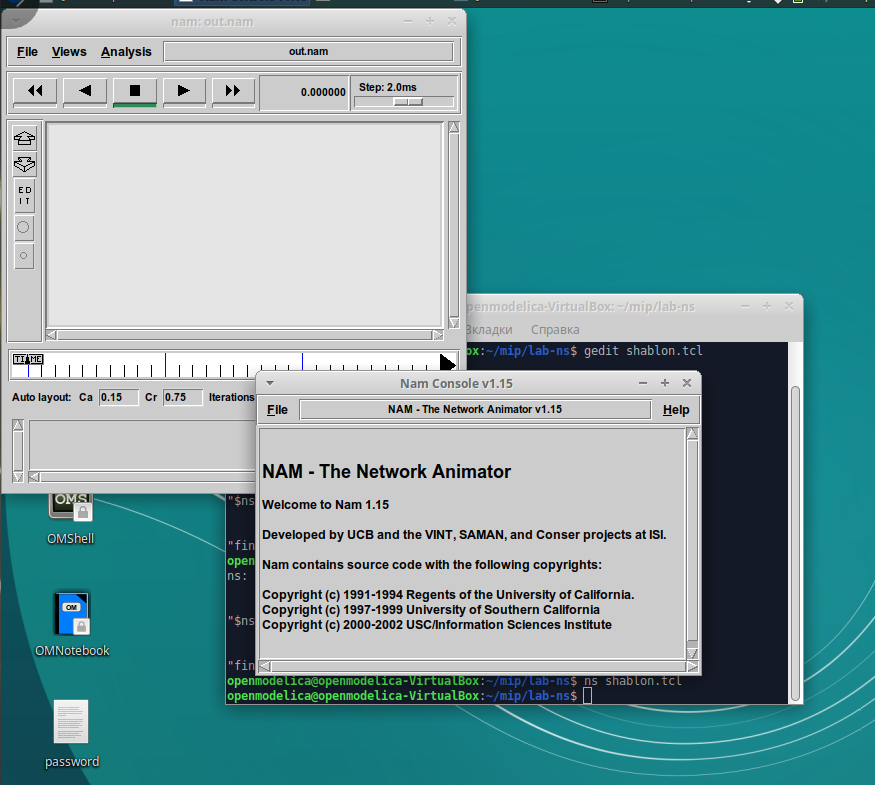 nam: out.nam
File Views Analysis out.nam
0.000000
Step: 2.0ms
ED
IT
TIME
Auto layout: Ca 0.15 Cr 0.75 Iterations
openmodelica-VirtualBox: ~/mip/lab-ns
Вкладки Справка
ox:~/mip/lab-ns$ gedit shablon.tcl
Nam Console v1.15
File NAM - The Network Animator v1.15 Help
NAM - The Network Animator
Welcome to Nam 1.15
Developed by UCB and the VINT, SAMAN, and Conser projects at ISI.
Nam contains source code with the following copyrights:
Copyright (c) 1991-1994 Regents of the University of California.
Copyright (c) 1997-1999 University of Southern California
Copyright (c) 2000-2002 USC/Information Sciences Institute
"$ns
"fin
open
ns:
"$ns
"fin
openmodelica@openmodelica-VirtualBox:~/mip/lab-ns$ ns shablon.tcl
openmodelica@openmodelica-VirtualBox:~/mip/lab-ns$
OMS
OMShell
OM
OMNotebook
password